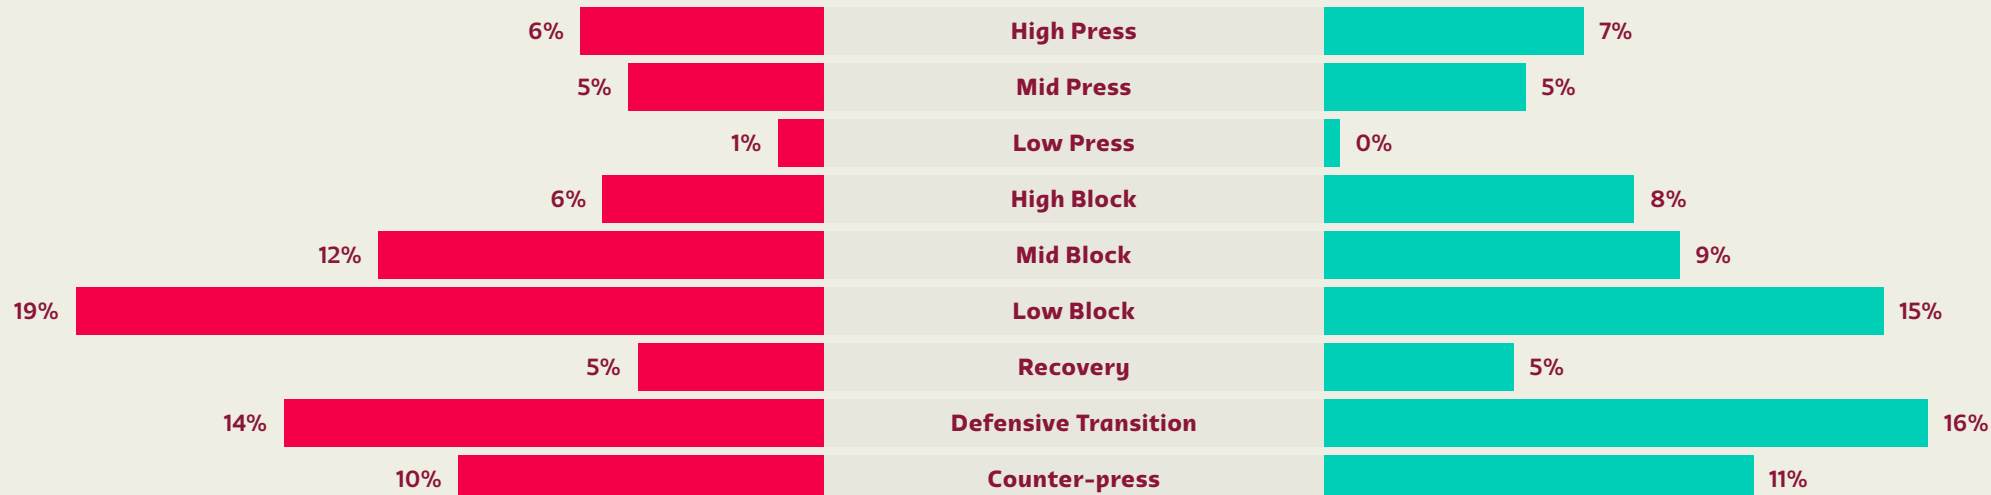 6% High Press 7%
5% Mid Press 5%
1% Low Press 0%
6% High Block 8%
12% Mid Block 9%
19% Low Block 15%
5% Recovery 5%
14% Defensive Transition 16%
10% Counter-press 11%